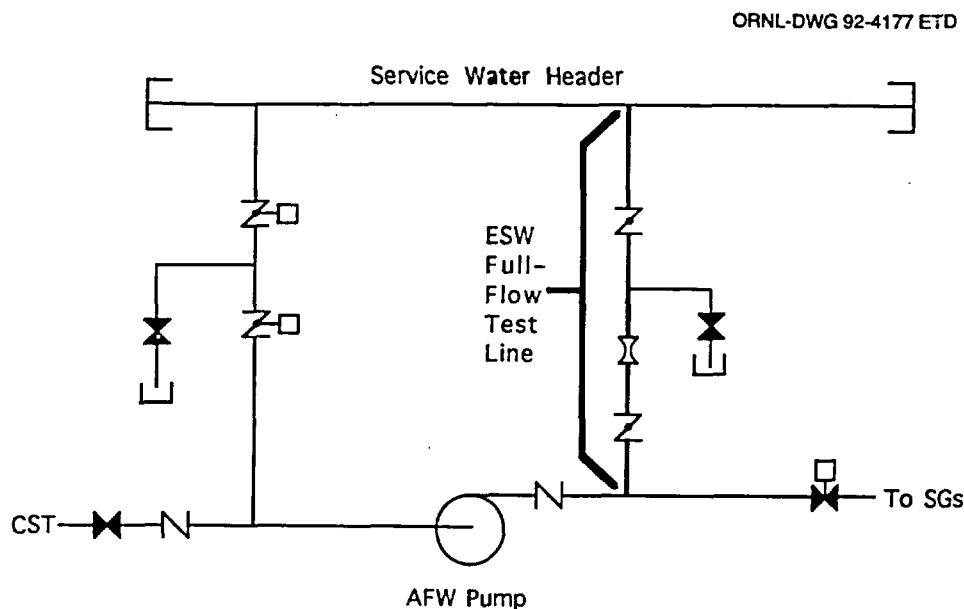 ORNL-DWG 92-4177 ETD
Service Water Header
ESW
Full-
Flow
Test
Line
CST
To SGs
AFW Pump